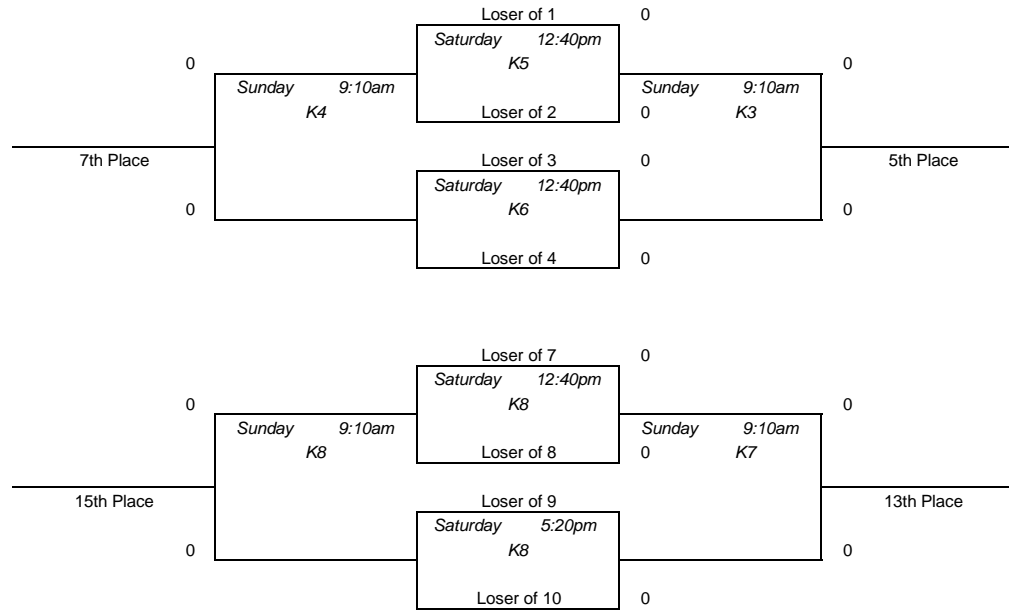 Loser of 1 0
Saturday 12:40pm
0 K5 0
Sunday 9:10am Sunday 9:10am
K4 Loser of 2 0 K3
7th Place Loser of 3 0 5th Place
Saturday 12:40pm
0 K6 0
Loser of 4 0
Loser of 7 0
Saturday 12:40pm
0 K8 0
Sunday 9:10am Sunday 9:10am
K8 Loser of 8 0 K7
15th Place Loser of 9 13th Place
Saturday 5:20pm
0 K8 0
Loser of 10 0